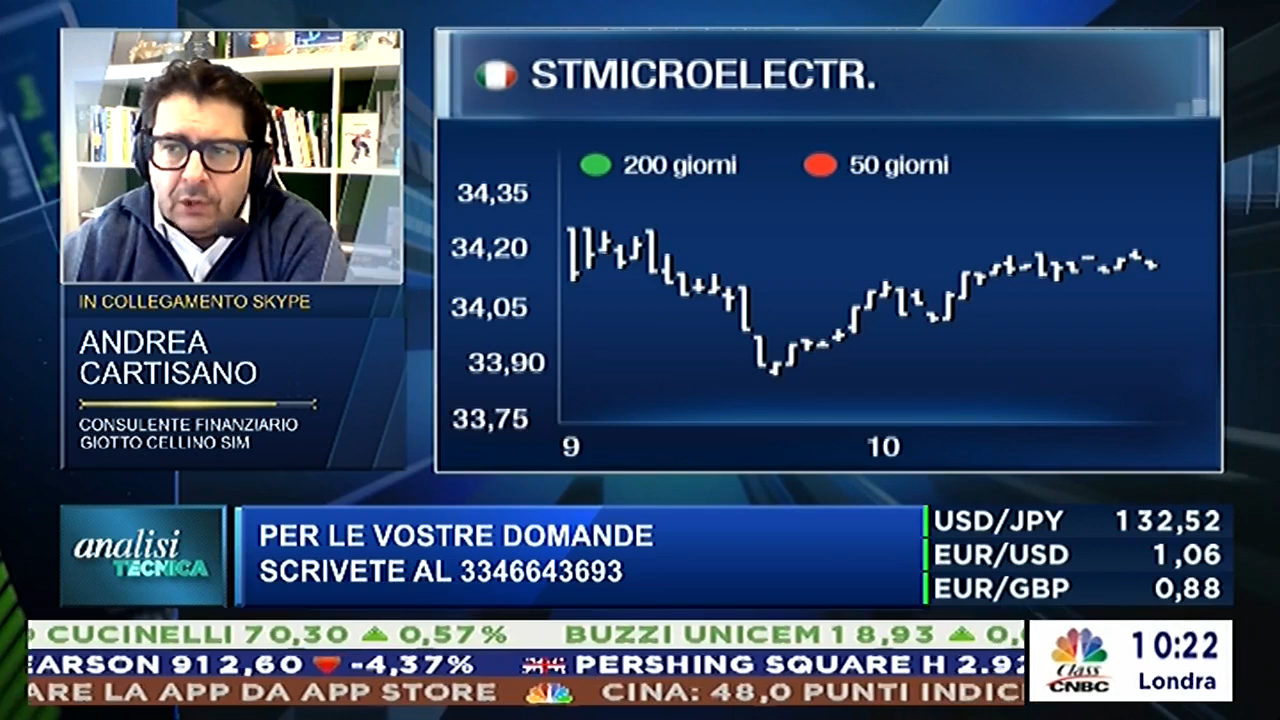 STMICROELECTR.
200 giorni
50 giorni
34,35
34,20
34,05
33,90
33,75
9
10
IN COLLEGAMENTO SKYPE
ANDREA
CARTISANO
CONSULENTE FINANZIARIO
GIOTTO CELLINO SIM
analisi
TECNICA
PER LE VOSTRE DOMANDE
SCRIVETE AL 3346643693
USD/JPY 132,52
EUR/USD 1,06
EUR/GBP 0,88
CUCINELLI 70,30 0,57% BUZZI UNICEM 18,93 0,
EARSON 912,60 -4,37% PERSHING SQUARE H 2.92
ARE LA APP DA APP STORE CINA: 48,0 PUNTI INDIC
Class
CNBC
10:22
Londra